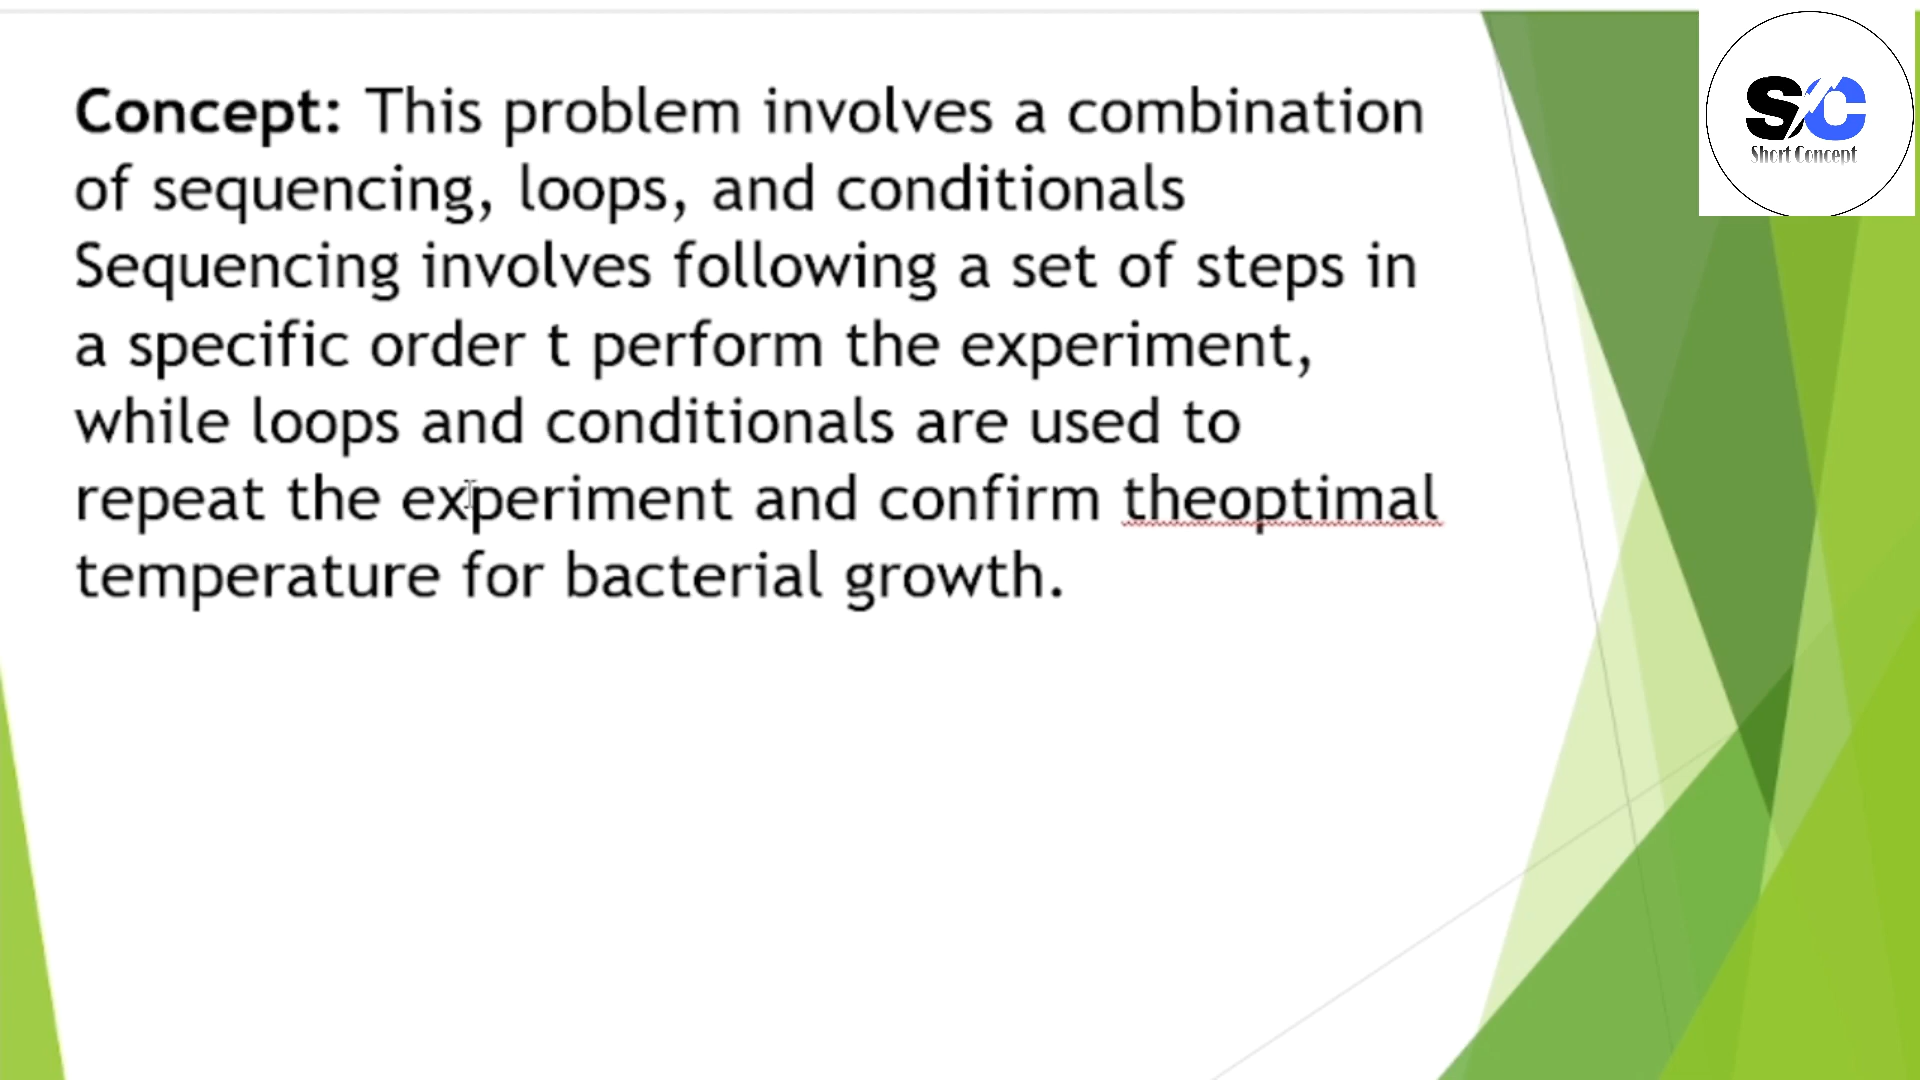 Concept: This problem involves a combination
of sequencing, loops, and conditionals
Sequencing involves following a set of steps in
a specific order t perform the experiment,
while loops and conditionals are used to
repeat the experiment and confirm theoptimal
temperature for bacterial growth.
S/C
Short Concept